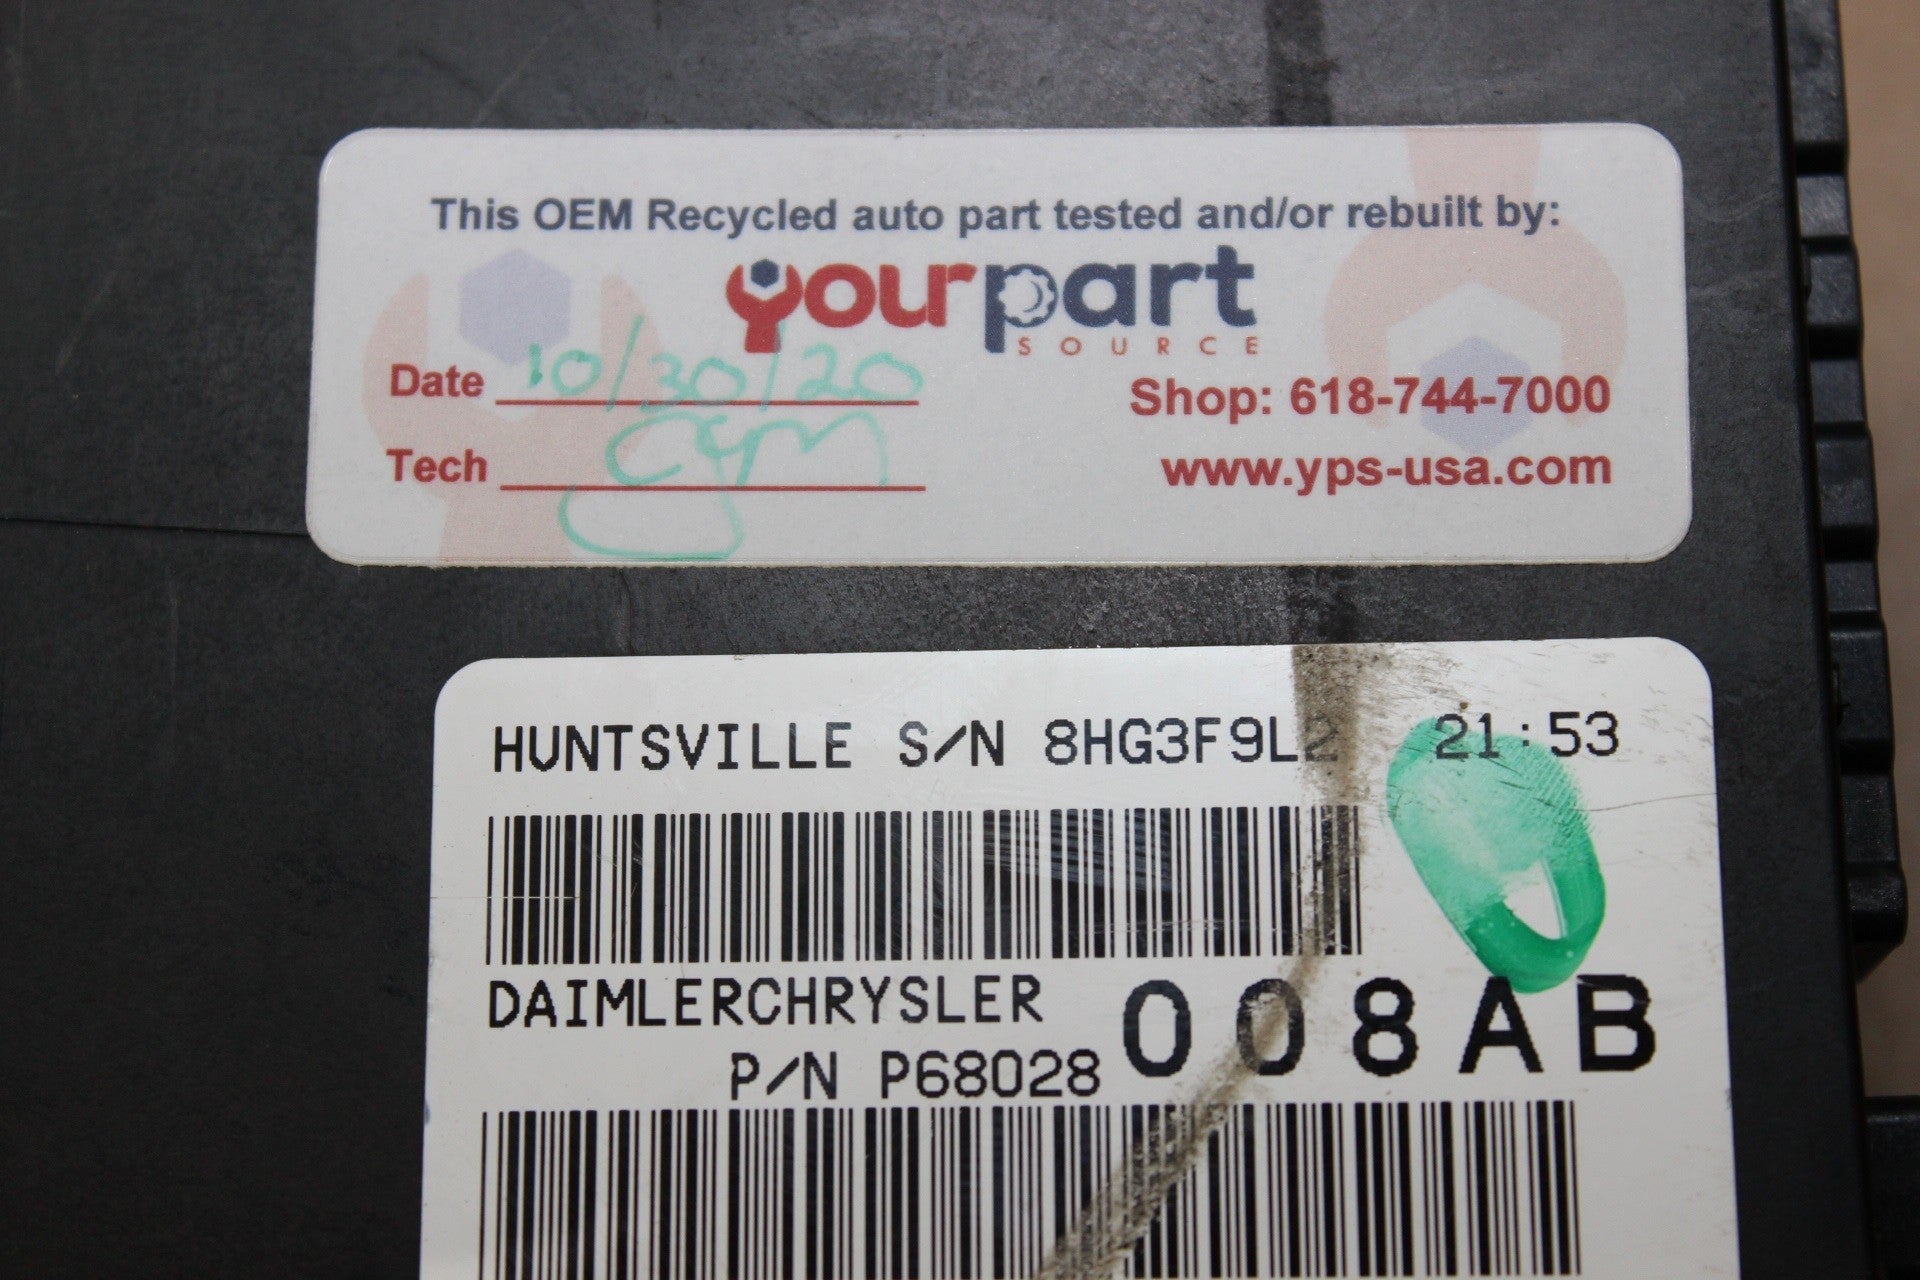 This OEM Recycled auto part tested and/or rebuilt by:
yourpart
SOURCE
Date 10/30/20
Shop: 618-744-7000
Tech
www.yps-usa.com
HUNTSVILLE S/N 8HG3F9L2 21:53
DAIMLERCHRYSLER
P/N P68028 008AB